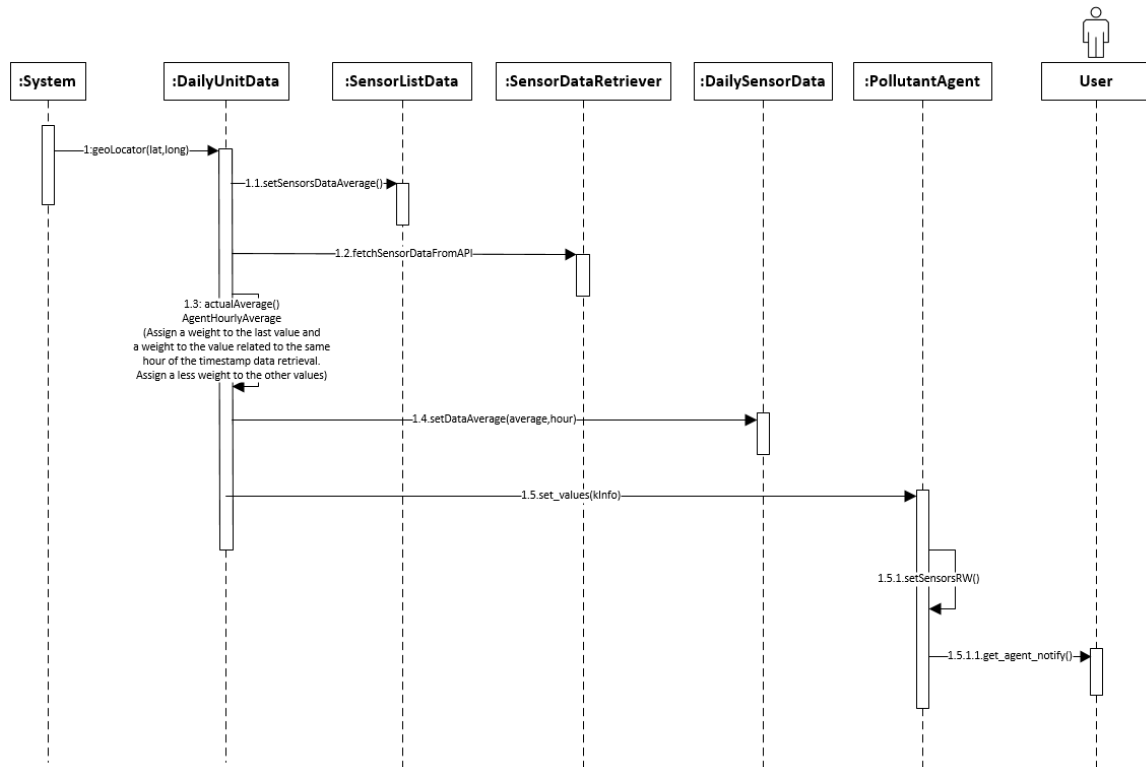 :System
:DailyUnitData
:SensorListData
:SensorDataRetriever
:DailySensorData
:PollutantAgent
User
1:geoLocator(lat,long)
1.1.setSensorsDataAverage()
1.2.fetchSensorDataFromAPI
1.3: actualAverage()
AgentHourlyAverage
(Assign a weight to the last value and
a weight to the value related to the same
hour of the timestamp data retrieval.
Assign a less weight to the other values)
1.4.setDataAverage(average,hour)
1.5.set_values(kInfo)
1.5.1.setSensorsRW()
1.5.1.1.get_agent_notify()